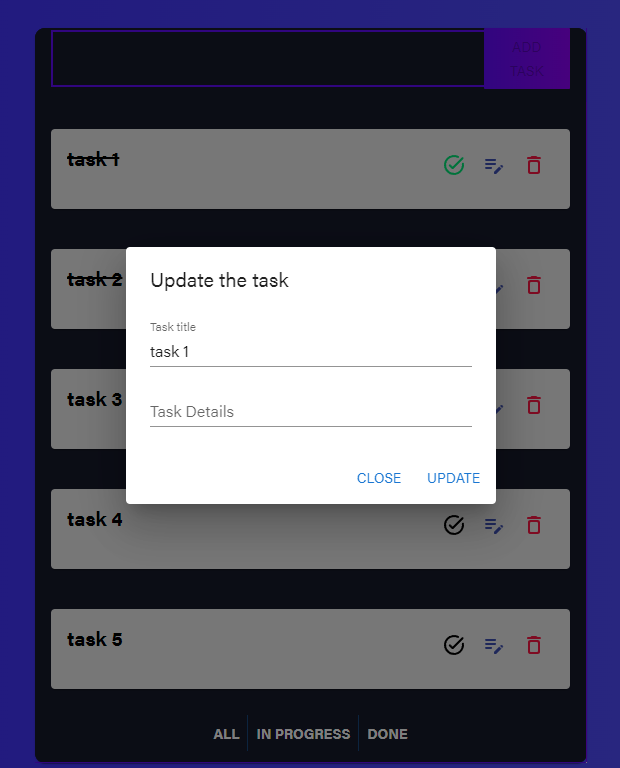 ADD
TASK
task 1
task 2
Update the task
Task title
task 1
task 3
Task Details
CLOSE UPDATE
task 4
task 5
ALL IN PROGRESS DONE